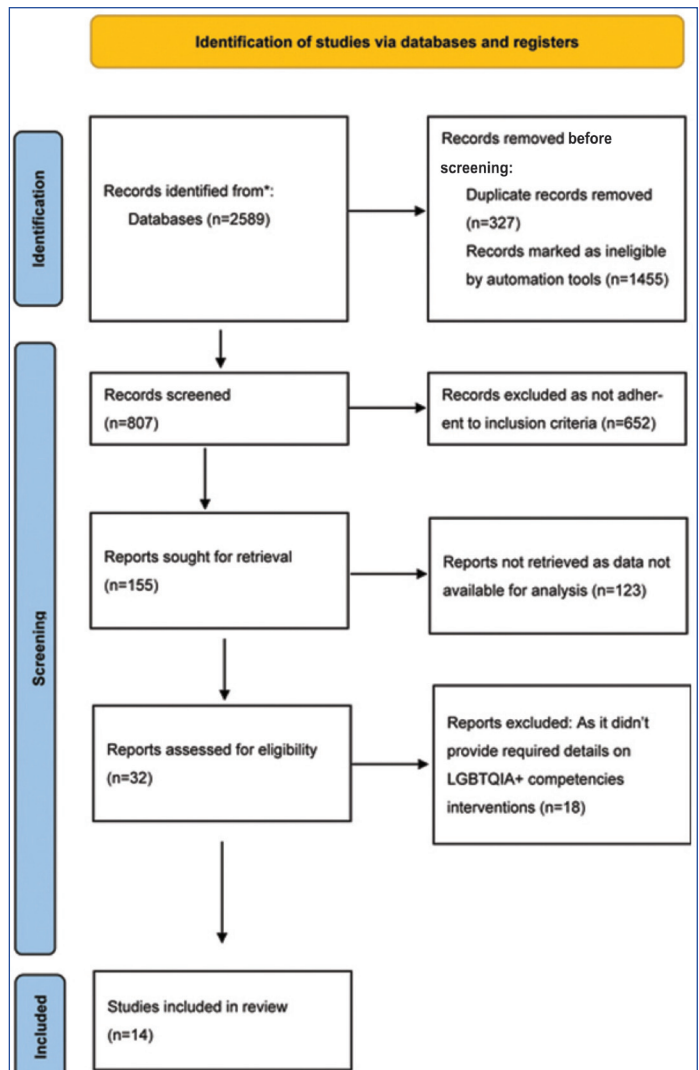 Identification of studies via databases and registers
Identification
Records identified from*:
Databases (n=2589)
Records removed before
screening:
Duplicate records removed
(n=327)
Records marked as ineligible
by automation tools (n=1455)
Screening
Records screened
(n=807)
Records excluded as not adher-
ent to inclusion criteria (n=652)
Reports sought for retrieval
(n=155)
Reports not retrieved as data not
available for analysis (n=123)
Reports assessed for eligibility
(n=32)
Reports excluded: As it didn't
provide required details on
LGBTQIA+ competencies
interventions (n=18)
Included
Studies included in review
(n=14)